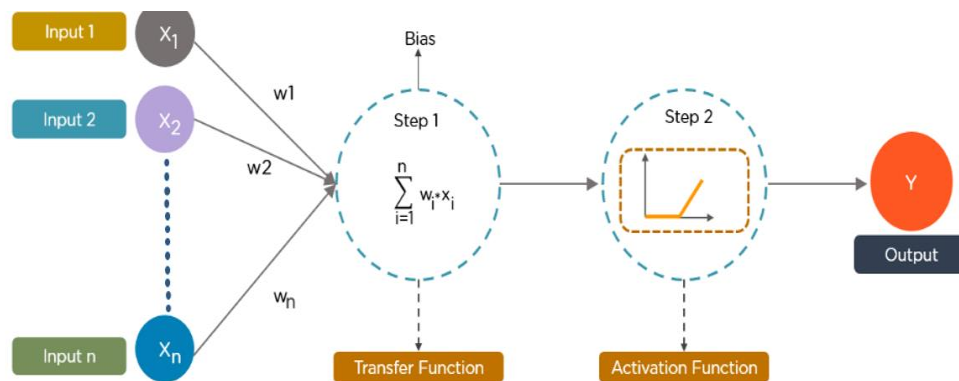 Input 1
X1
Input 2
X2
Input n
Xn
w1
w2
wn
Bias
Step 1
n
∑ wi*xi
i=1
Transfer Function
Step 2
Activation Function
Y
Output